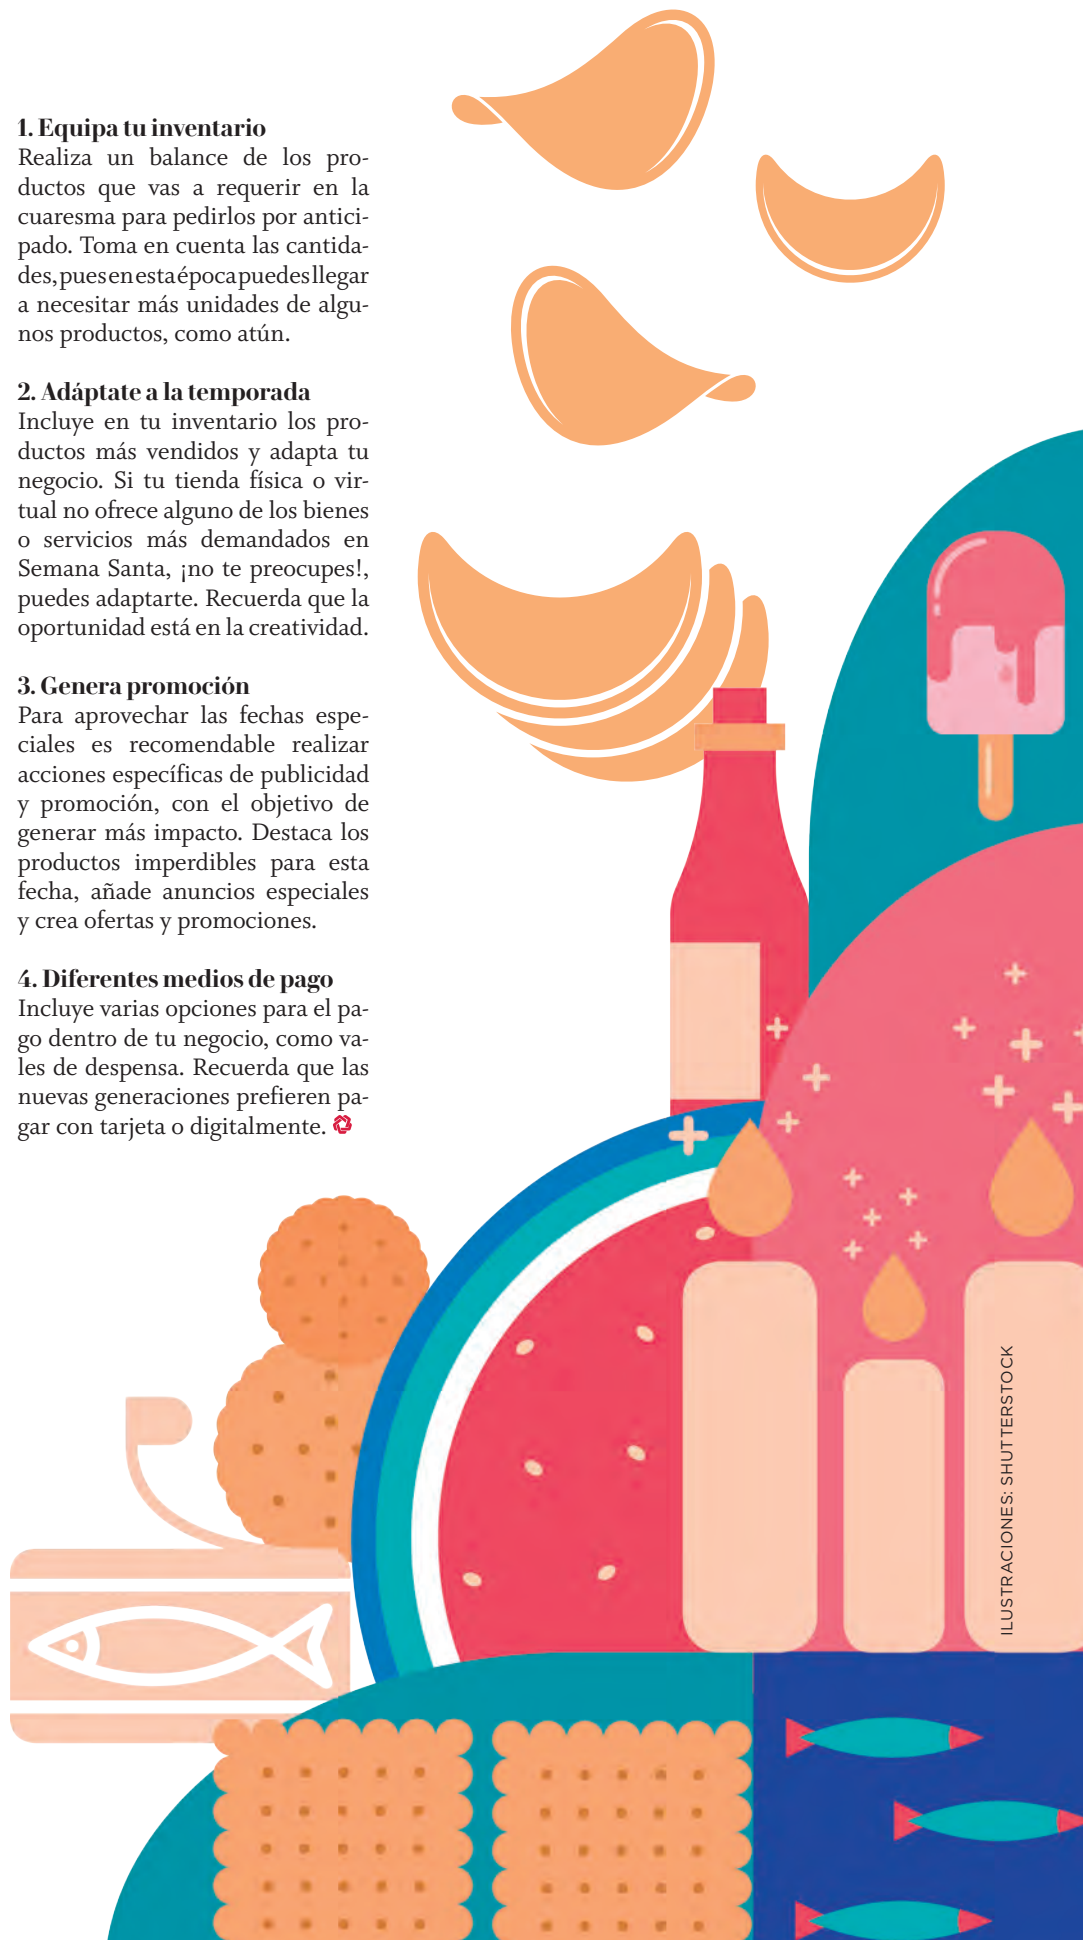 1. Equipa tu inventario
Realiza un balance de los pro-
ductos que vas a requerir en la
cuaresma para pedirlos por antici-
pado. Toma en cuenta las cantida-
des, pues en esta época puedes llegar
a necesitar más unidades de algu-
nos productos, como atún.
2. Adáptate a la temporada
Incluye en tu inventario los pro-
ductos más vendidos y adapta tu
negocio. Si tu tienda física o vir-
tual no ofrece alguno de los bienes
o servicios más demandados en
Semana Santa, ¡no te preocupes!,
puedes adaptarte. Recuerda que la
oportunidad está en la creatividad.
3. Genera promoción
Para aprovechar las fechas espe-
ciales es recomendable realizar
acciones específicas de publicidad
y promoción, con el objetivo de
generar más impacto. Destaca los
productos imperdibles para esta
fecha, añade anuncios especiales
y crea ofertas y promociones.
4. Diferentes medios de pago
Incluye varias opciones para el pa-
go dentro de tu negocio, como va-
les de despensa. Recuerda que las
nuevas generaciones prefieren pa-
gar con tarjeta o digitalmente.
ILUSTRACIONES: SHUTTERSTOCK